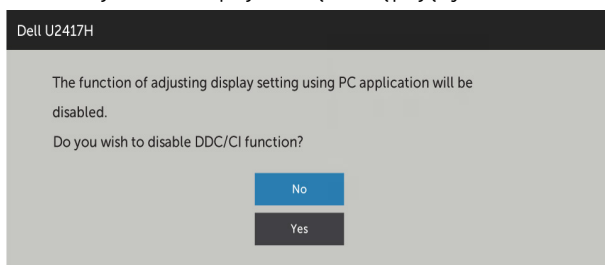 Dell U2417H
The function of adjusting display setting using PC application will be
disabled.
Do you wish to disable DDC/CI function?
No
Yes